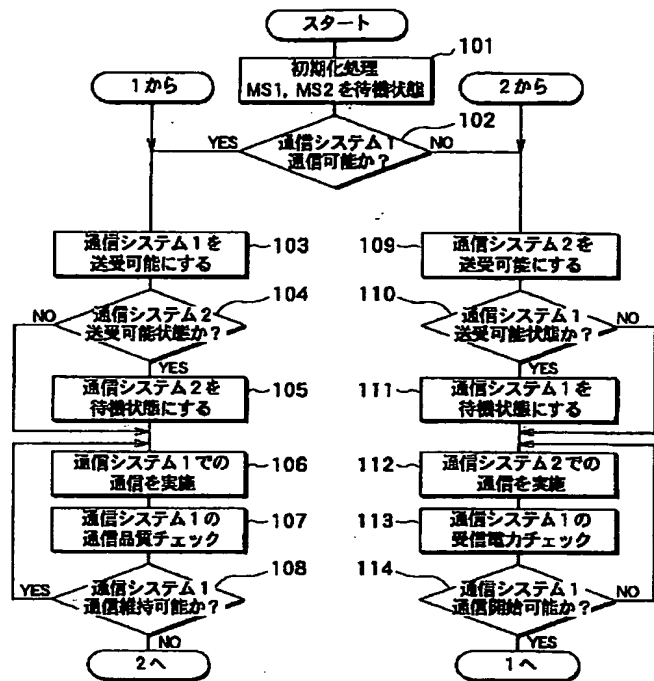 スタート
101
初期化処理
MS1, MS2を待機状態
1から
2から
102
通信システム1
通信可能か?
YES
NO
通信システム1を
送受可能にする
103
通信システム2
送受可能状態か?
104
NO
YES
通信システム2を
待機状態にする
105
通信システム1での
通信を実施
106
通信システム1の
通信品質チェック
107
通信システム1
通信維持可能か?
108
YES
NO
2へ
109
通信システム2を
送受可能にする
110
通信システム1
送受可能状態か?
NO
YES
111
通信システム1を
待機状態にする
112
通信システム2での
通信を実施
113
通信システム1の
受信電力チェック
114
通信システム1
通信開始可能か?
NO
YES
1へ